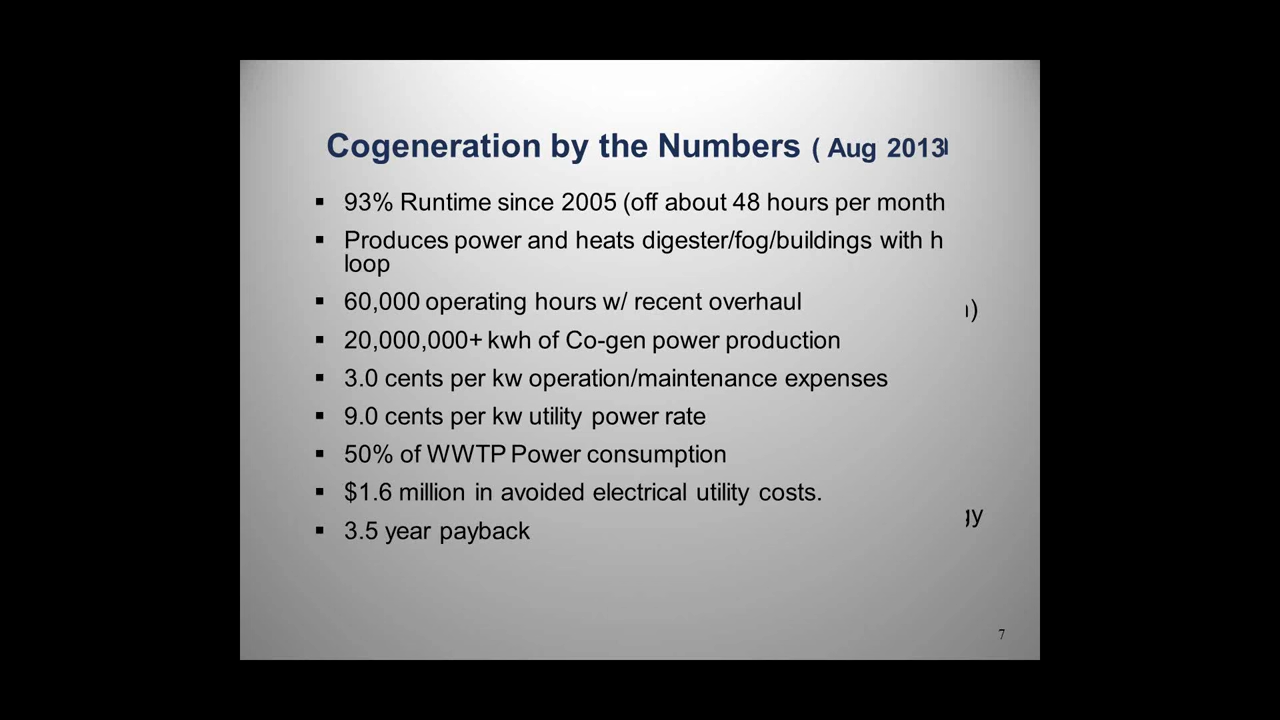 Cogeneration by the Numbers ( Aug 2013
▪ 93% Runtime since 2005 (off about 48 hours per month
▪ Produces power and heats digester/fog/buildings with h
loop
▪ 60,000 operating hours w/ recent overhaul
▪ 20,000,000+ kwh of Co-gen power production
▪ 3.0 cents per kw operation/maintenance expenses
▪ 9.0 cents per kw utility power rate
▪ 50% of WWTP Power consumption
▪ $1.6 million in avoided electrical utility costs.
▪ 3.5 year payback
7